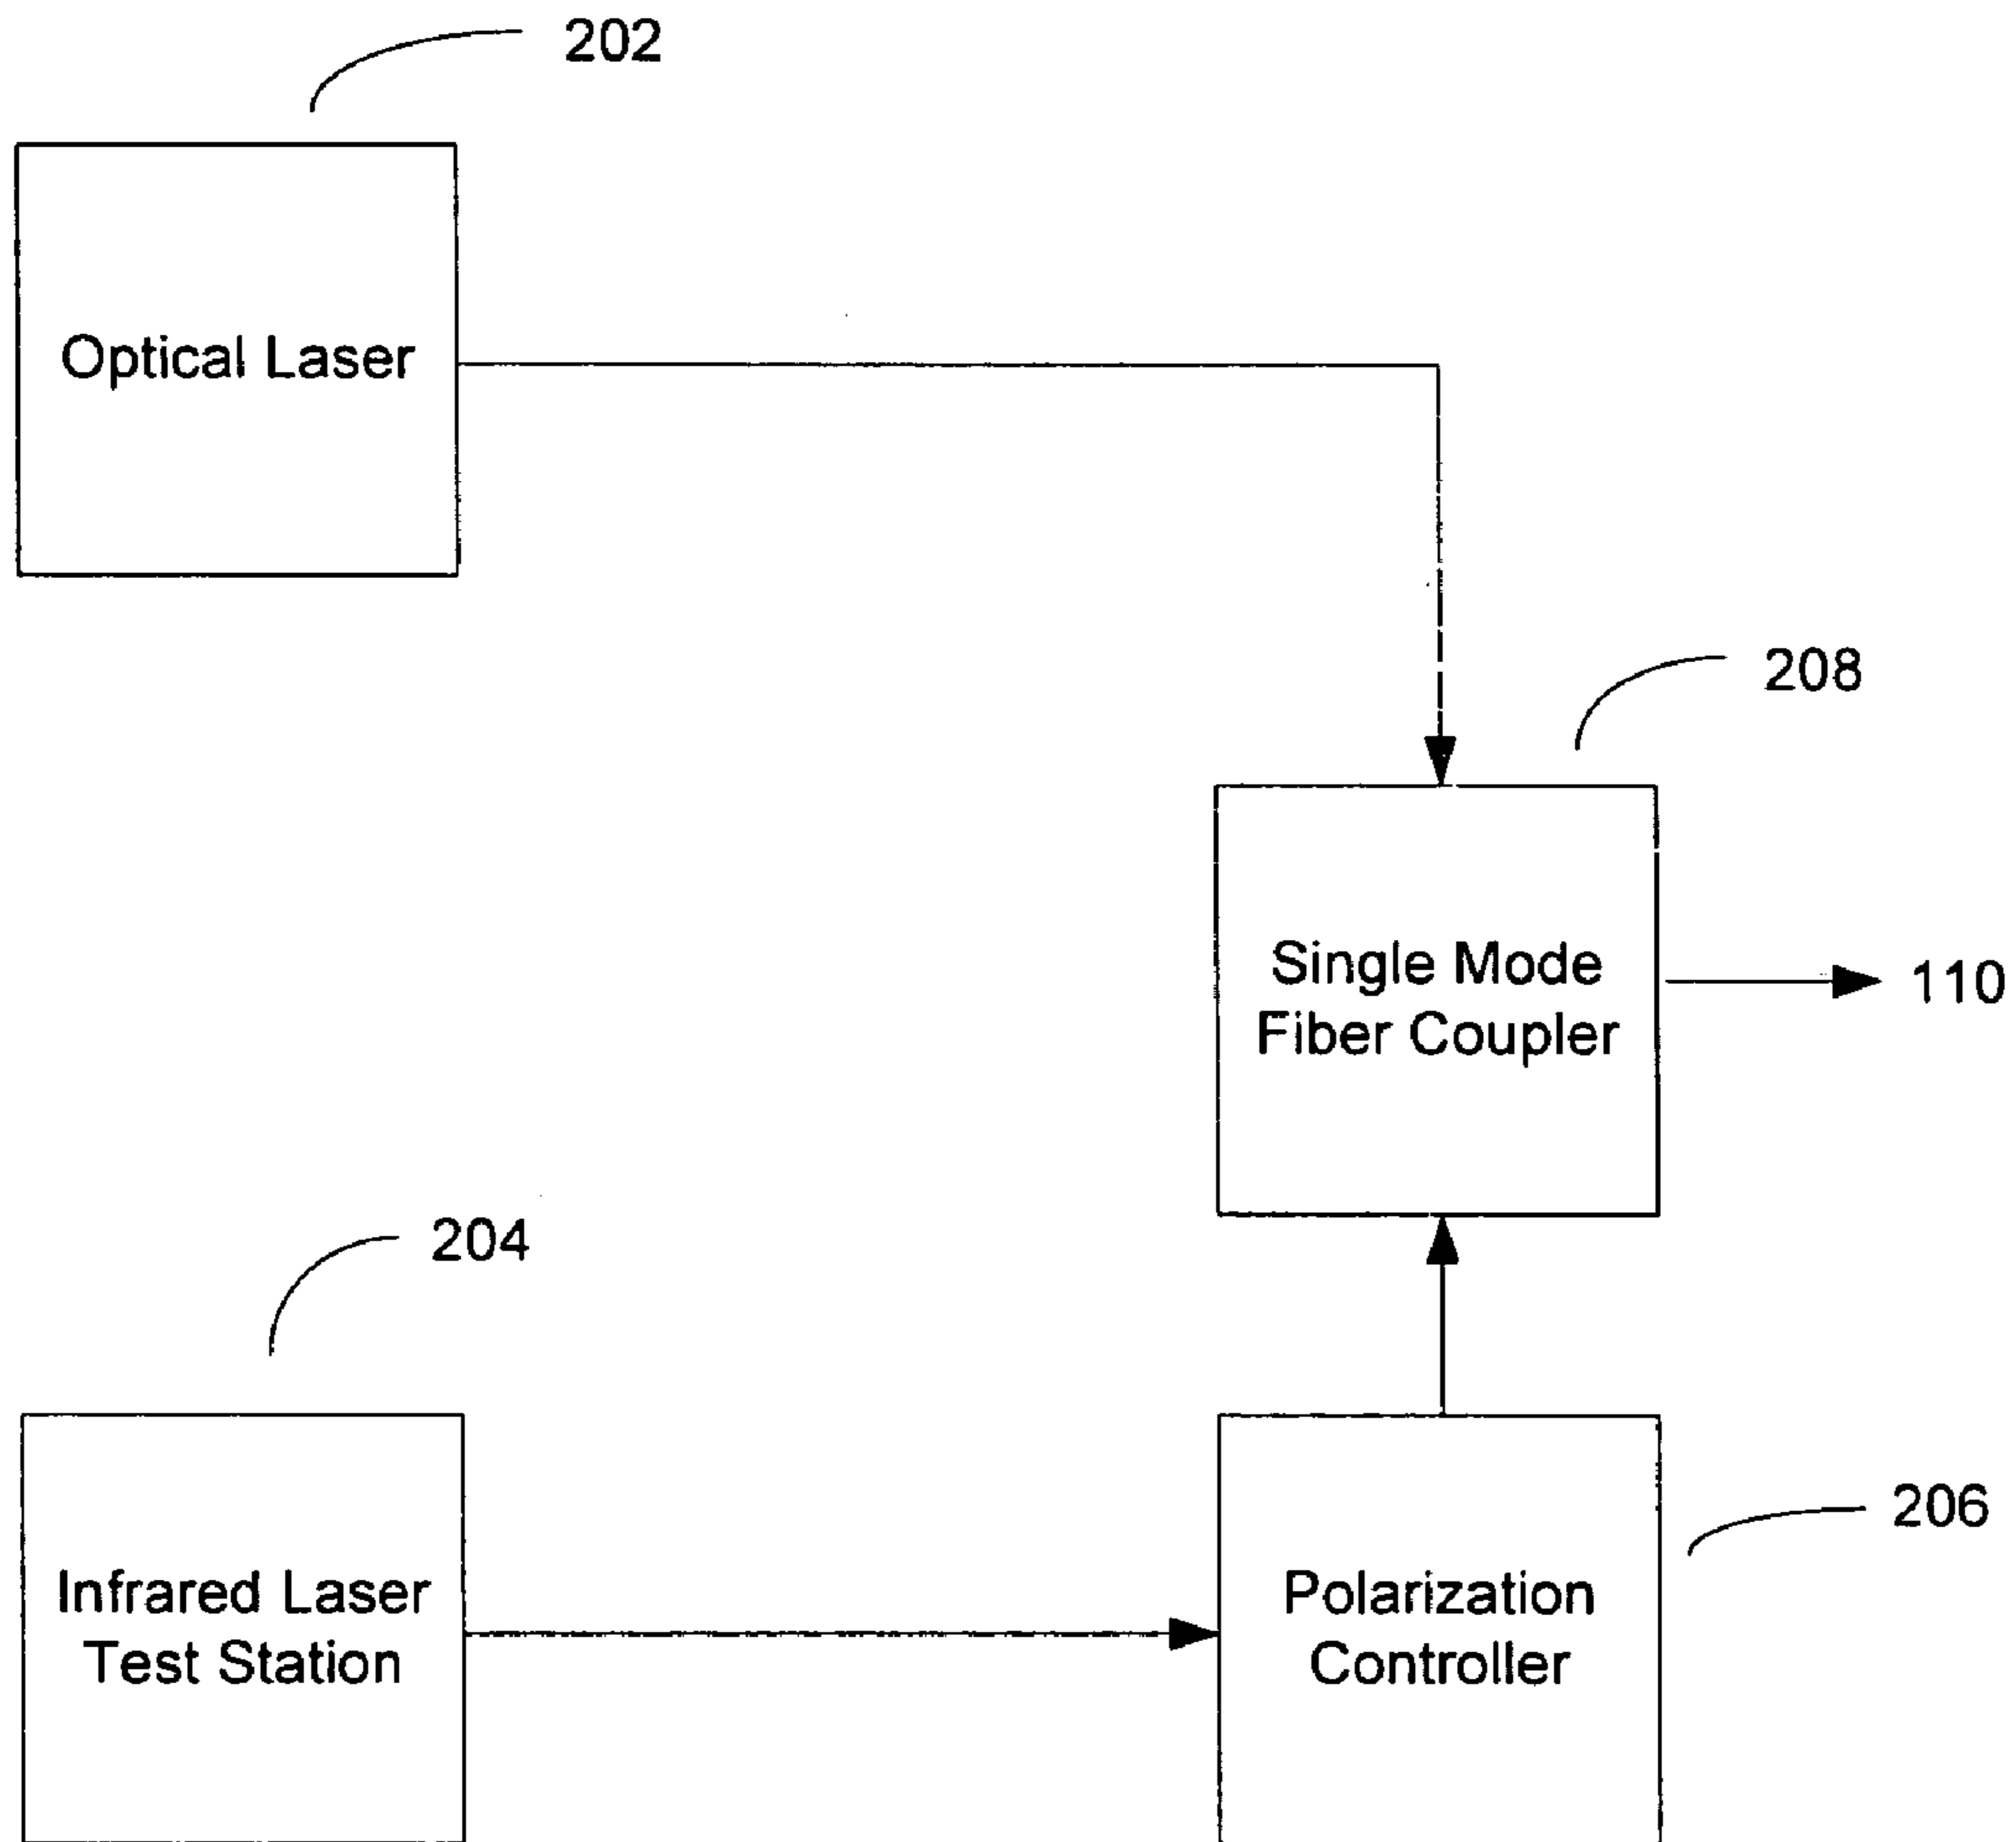 202
Optical Laser
208
Single Mode
Fiber Coupler
110
204
206
Infrared Laser
Test Station
Polarization
Controller